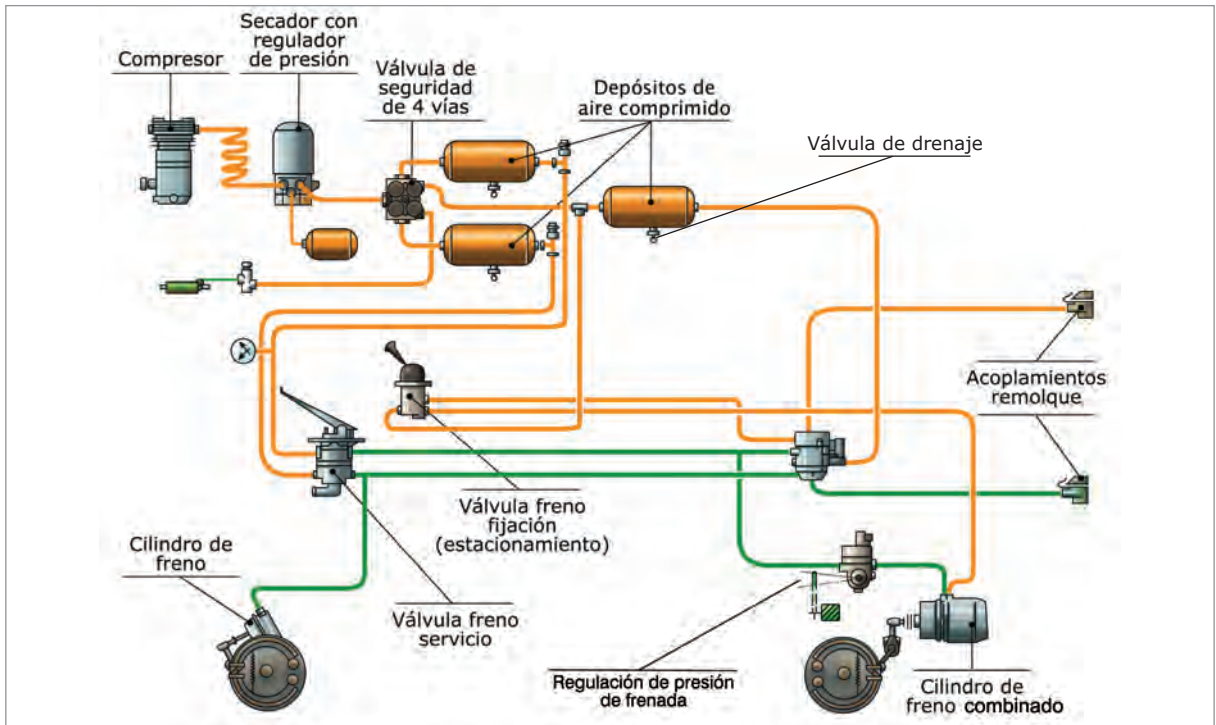 Compresor
Secador con
regulador
de presión
Válvula de
seguridad
de 4 vías
Depósitos de
aire comprimido
Válvula de drenaje
Acoplamientos
remolque
Válvula freno
fijación
(estacionamiento)
Cilindro de
freno
Válvula freno
servicio
Regulación de presión
de frenada
Cilindro de
freno combinado